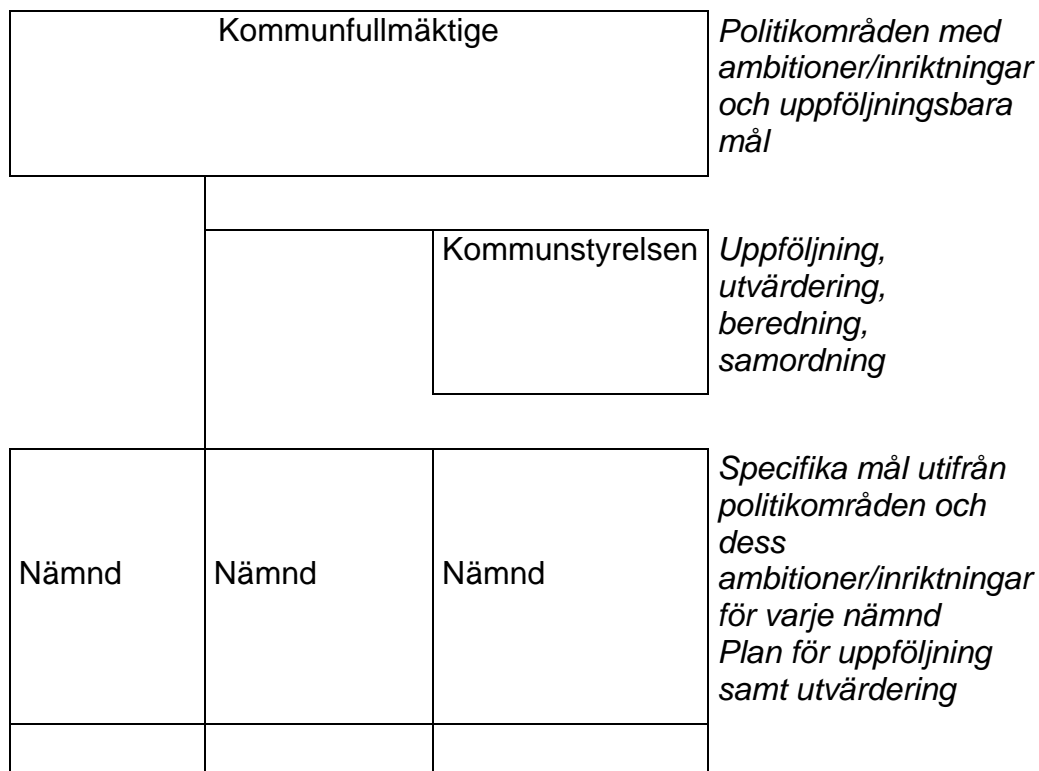 Kommunfullmäktige
Politikområden med
ambitioner/inriktningar
och uppföljningsbara
mål
Kommunstyrelsen
Uppföljning,
utvärdering,
beredning,
samordning
Nämnd
Nämnd
Nämnd
Specifika mål utifrån
politikområden och
dess
ambitioner/inriktningar
för varje nämnd
Plan för uppföljning
samt utvärdering